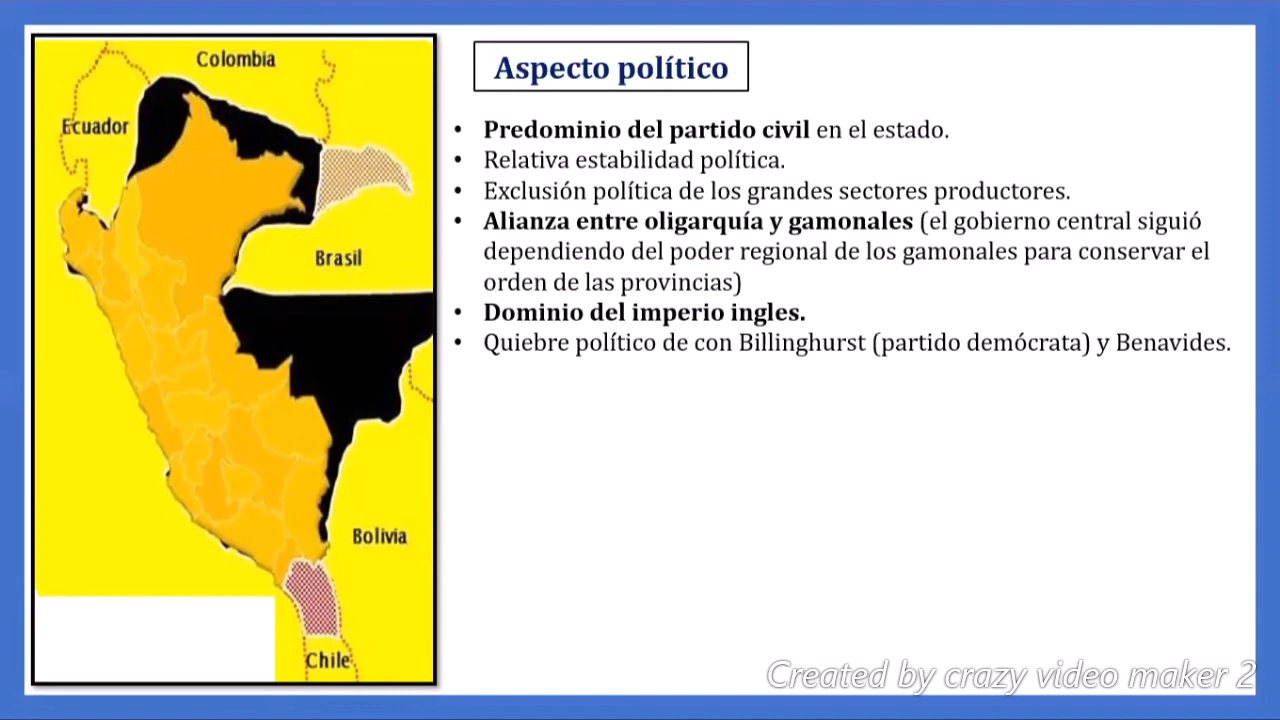 Colombia
Ecuador
Brasil
Bolivia
Chile
Aspecto político
• Predominio del partido civil en el estado.
• Relativa estabilidad política.
• Exclusión política de los grandes sectores productores.
• Alianza entre oligarquía y gamonales (el gobierno central siguió
dependiendo del poder regional de los gamonales para conservar el
orden de las provincias)
• Dominio del imperio ingles.
• Quiebre político de con Billinghurst (partido demócrata) y Benavides.
Created by crazy video maker 2